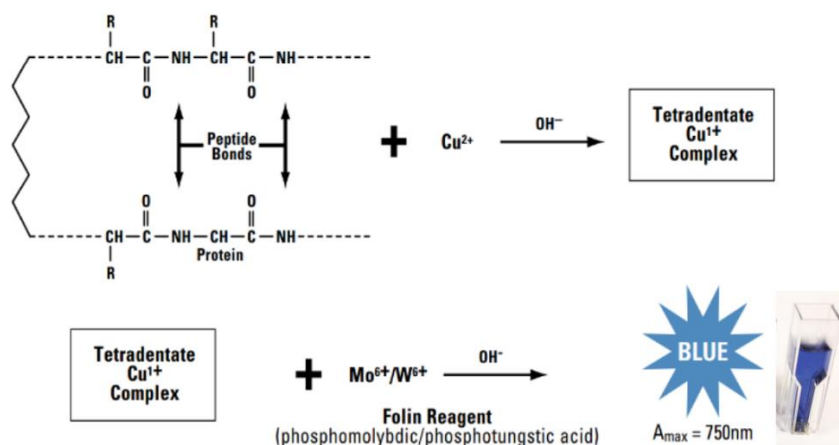 R R
CH–C–NH–CH–C–NH
O O
Peptide
Bonds
+ Cu²⁺ OH⁻
Tetradentate
Cu¹⁺
Complex
O O
CH–C–NH–CH–C–NH
R Protein
Tetradentate
Cu¹⁺
Complex
+ Mo⁶⁺/W⁶⁺ OH⁻
BLUE
Folin Reagent
(phosphomolybdic/phosphotungstic acid)
Amax = 750nm